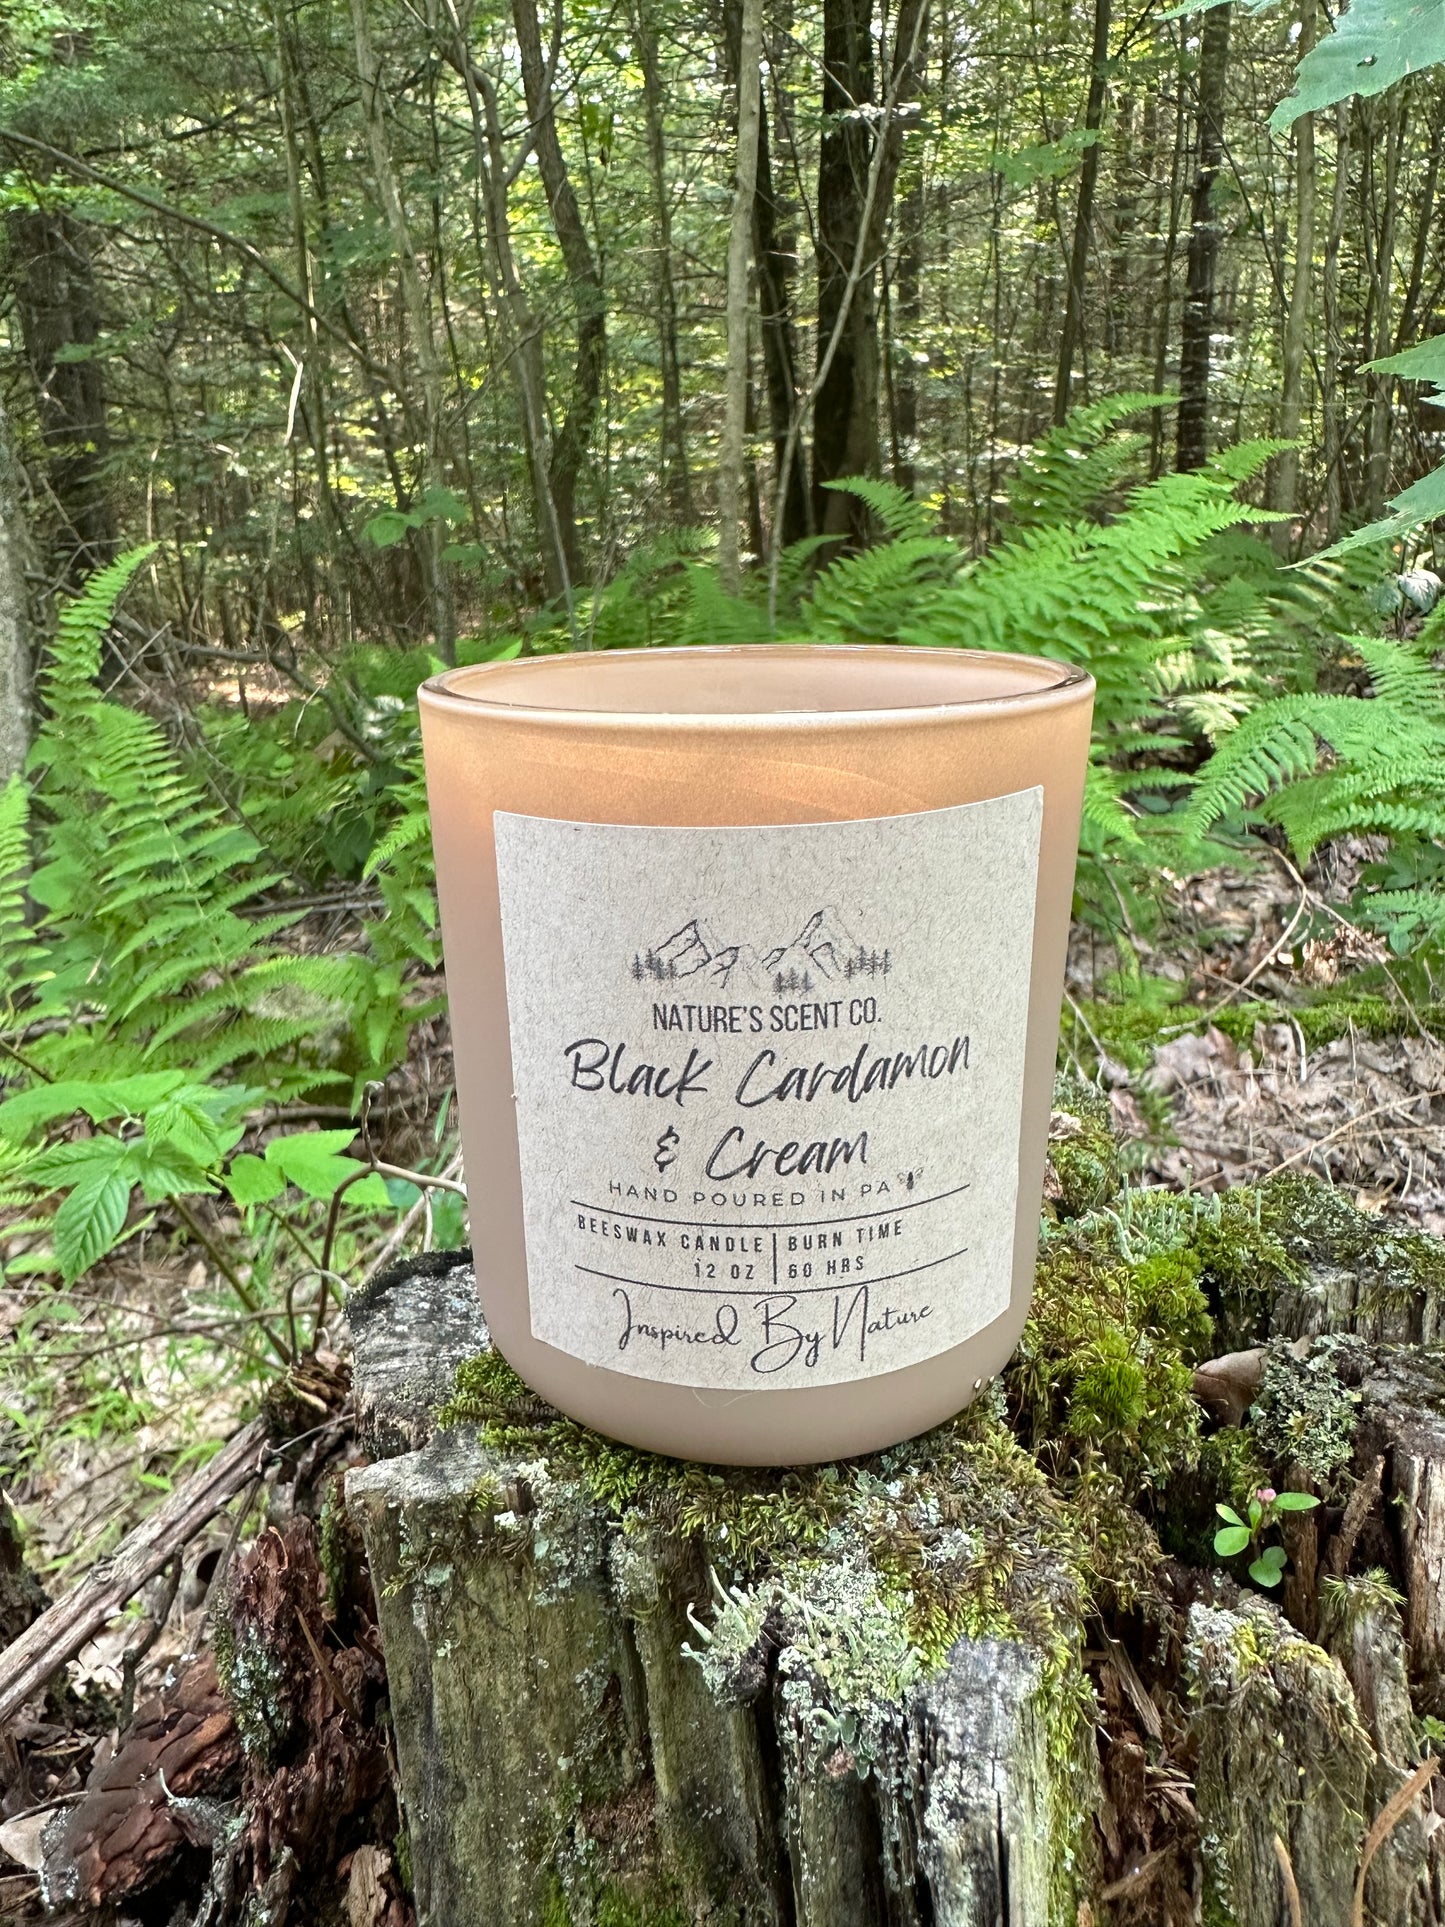 NATURE'S SCENT CO.
Black Cardamon
& Cream
HAND POURED IN PA
BEESWAX CANDLE | BURN TIME
12 OZ | 60 HRS
Inspired By Nature